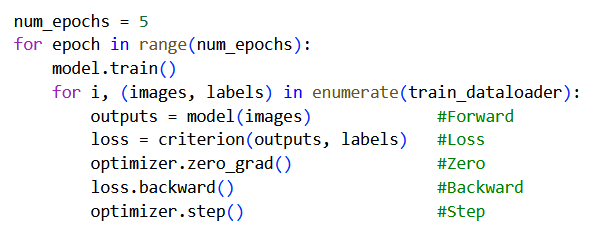 num_epochs = 5
for epoch in range(num_epochs):
    model.train()
    for i, (images, labels) in enumerate(train_dataloader):
        outputs = model(images)             #Forward
        loss = criterion(outputs, labels)   #Loss
        optimizer.zero_grad()               #Zero
        loss.backward()                     #Backward
        optimizer.step()                    #Step